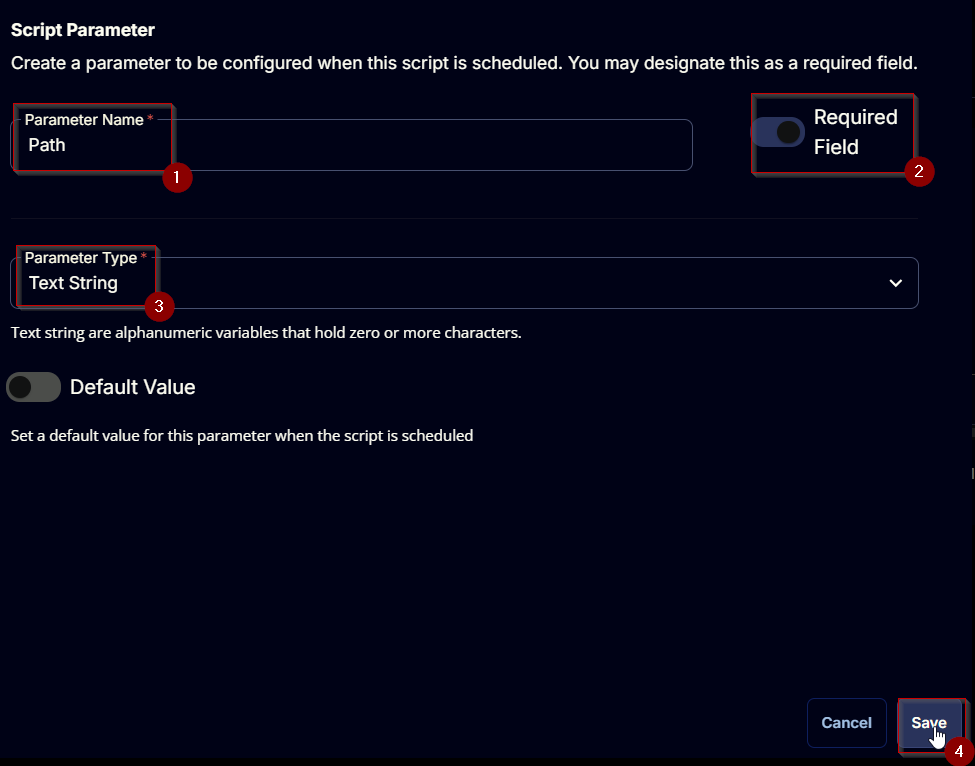 Script Parameter
Create a parameter to be configured when this script is scheduled. You may designate this as a required field.
Parameter Name *
Path
1
Required
Field
2
Parameter Type *
Text String
3
Text string are alphanumeric variables that hold zero or more characters.
Default Value
Set a default value for this parameter when the script is scheduled
Cancel
Save
4